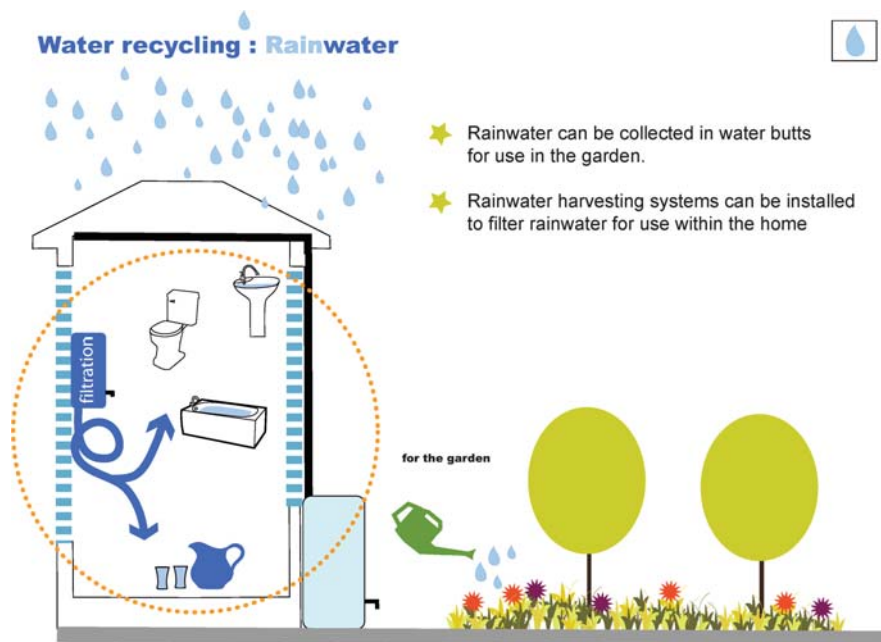 Water recycling : Rainwater
Rainwater can be collected in water butts
for use in the garden.
Rainwater harvesting systems can be installed
to filter rainwater for use within the home
filtration
for the garden